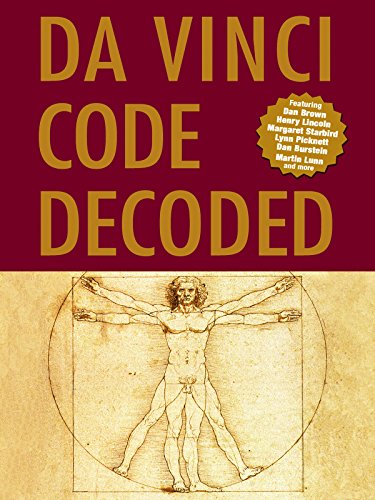 DA VINCI
CODE
DECODED
Featuring
Dan Brown
Henry Lincoln
Margaret Starbird
Lynn Picknett
Dan Burstein
Martin Lunn
and more